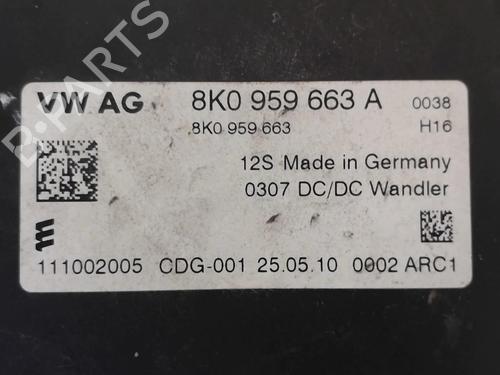 B-PARTS
VW AG 8K0 959 663 A 0038
8K0 959 663 H16
12S Made in Germany
0307 DC/DC Wandler
111002005 CDG-001 25.05.10 0002 ARC1